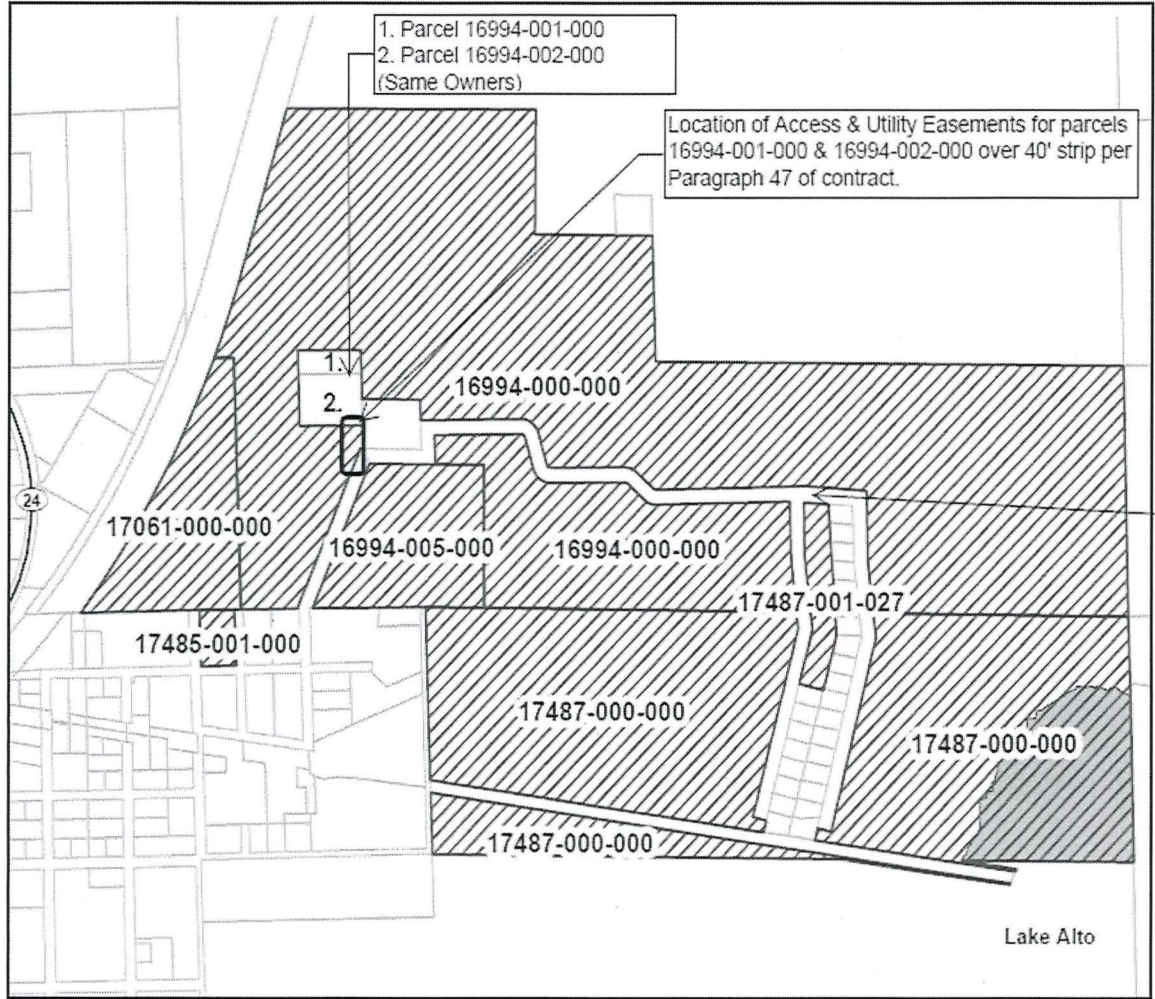 1. Parcel 16994-001-000
2. Parcel 16994-002-000
(Same Owners)
Location of Access & Utility Easements for parcels
16994-001-000 & 16994-002-000 over 40' strip per
Paragraph 47 of contract.
1.
16994-000-000
2.
24
17061-000-000
16994-005-000
16994-000-000
17487-001-027
17485-001-000
17487-000-000
17487-000-000
17487-000-000
Lake Alto